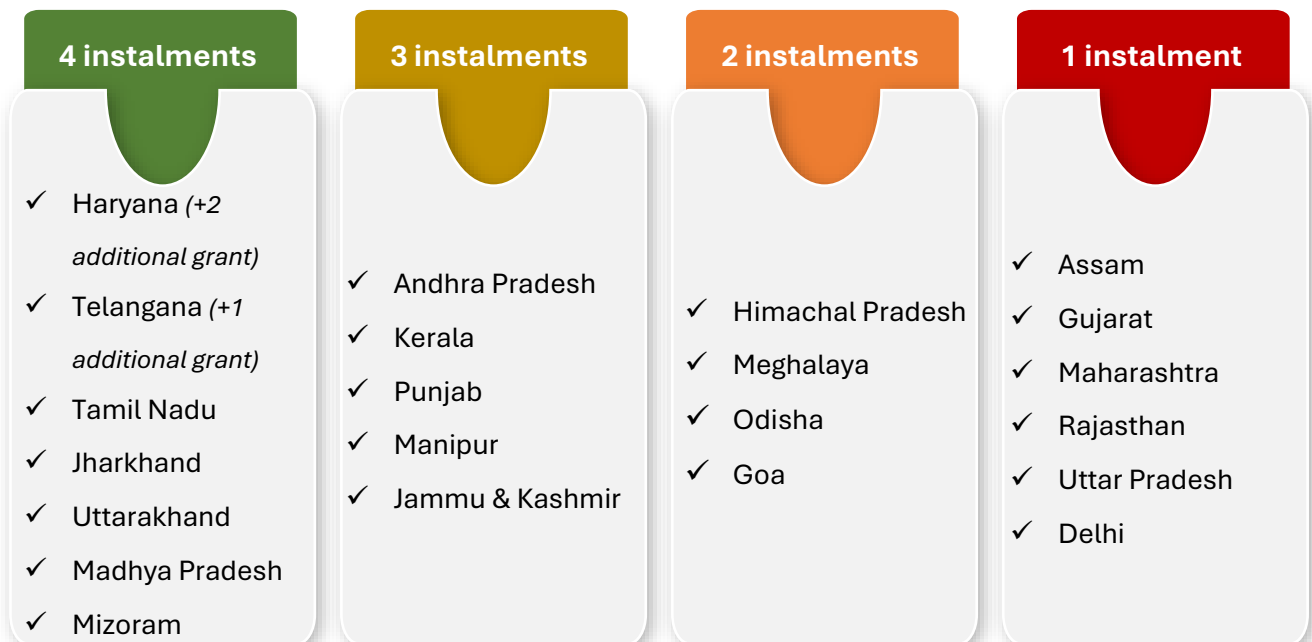 4 instalments
Haryana (+2
additional grant)
Telangana (+1
additional grant)
Tamil Nadu
Jharkhand
Uttarakhand
Madhya Pradesh
Mizoram
3 instalments
Andhra Pradesh
Kerala
Punjab
Manipur
Jammu & Kashmir
2 instalments
Himachal Pradesh
Meghalaya
Odisha
Goa
1 instalment
Assam
Gujarat
Maharashtra
Rajasthan
Uttar Pradesh
Delhi